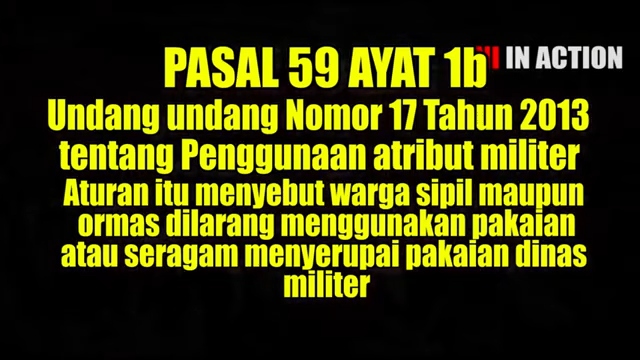 PASAL 59 AYAT 1b
IN ACTION
Undang undang Nomor 17 Tahun 2013
tentang Penggunaan atribut militer
Aturan itu menyebut warga sipil maupun
ormas dilarang menggunakan pakaian
atau seragam menyerupai pakaian dinas
militer